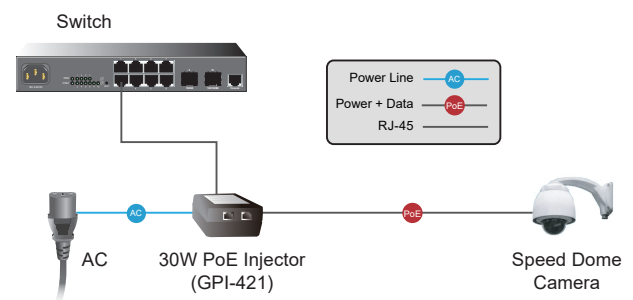 Switch
Power Line
AC
Power + Data
PoE
RJ-45
AC
PoE
AC
30W PoE Injector
(GPI-421)
Speed Dome
Camera